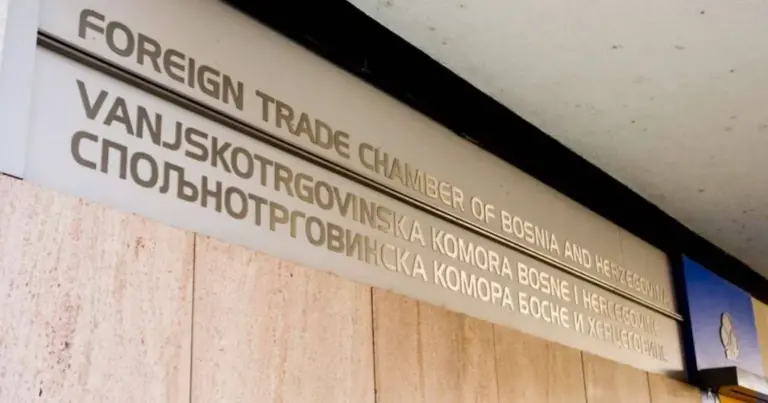 FOREIGN TRADE CHAMBER OF BOSNIA AND HERZEGOVINA
VANJSKOTRGOVINSKA KOMORA BOSNE I HERCEGOVINE
СПОЉНОТРГОВИНСКА КОМОРА БОСНЕ И ХЕРЦЕГОВИНЕ